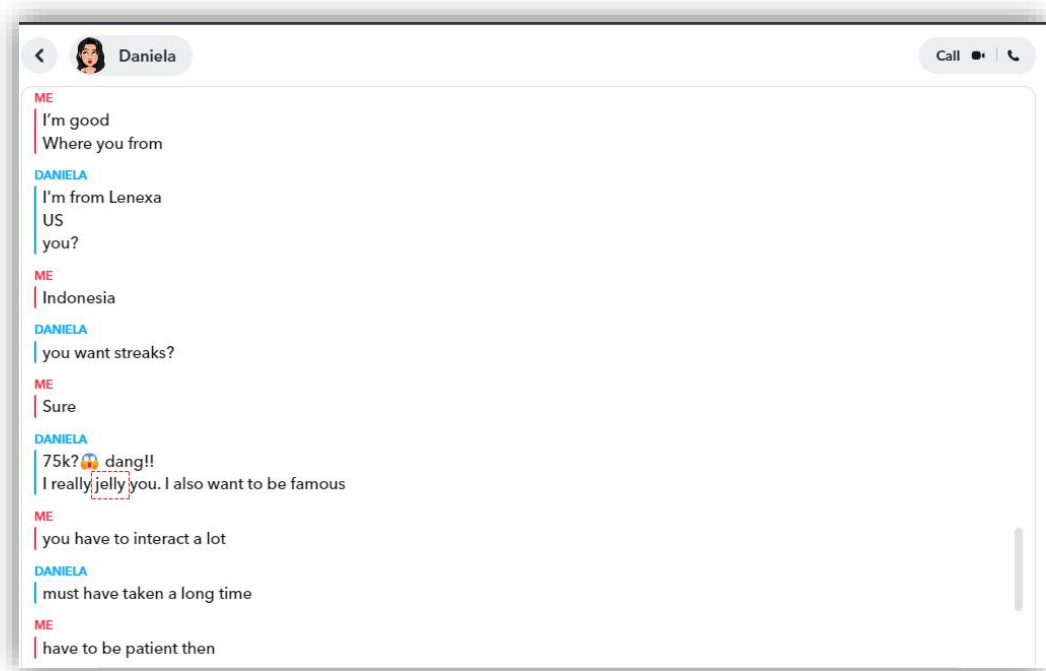 Daniela
Call
ME
I'm good
Where you from
DANIELA
I'm from Lenexa
US
you?
ME
Indonesia
DANIELA
you want streaks?
ME
Sure
DANIELA
75k?😱 dang!!
I really jelly you. I also want to be famous
ME
you have to interact a lot
DANIELA
must have taken a long time
ME
have to be patient then